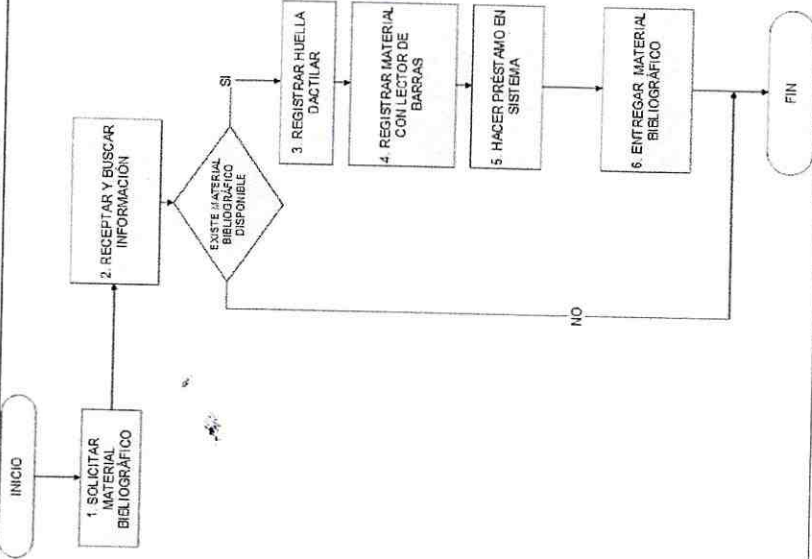 INICIO
1. SOLICITAR
MATERIAL
BIBLIOGRÁFICO
2. RECEPTAR Y BUSCAR
INFORMACIÓN
EXISTE MATERIAL
BIBLIOGRÁFICO
DISPONIBLE
SI
3. REGISTRAR HUELLA
DACTILAR
4. REGISTRAR MATERIAL
CON LECTOR DE
BARRAS
5. HACER PRÉSTAMO EN
SISTEMA
6. ENTREGAR MATERIAL
BIBLIOGRÁFICO
NO
FIN